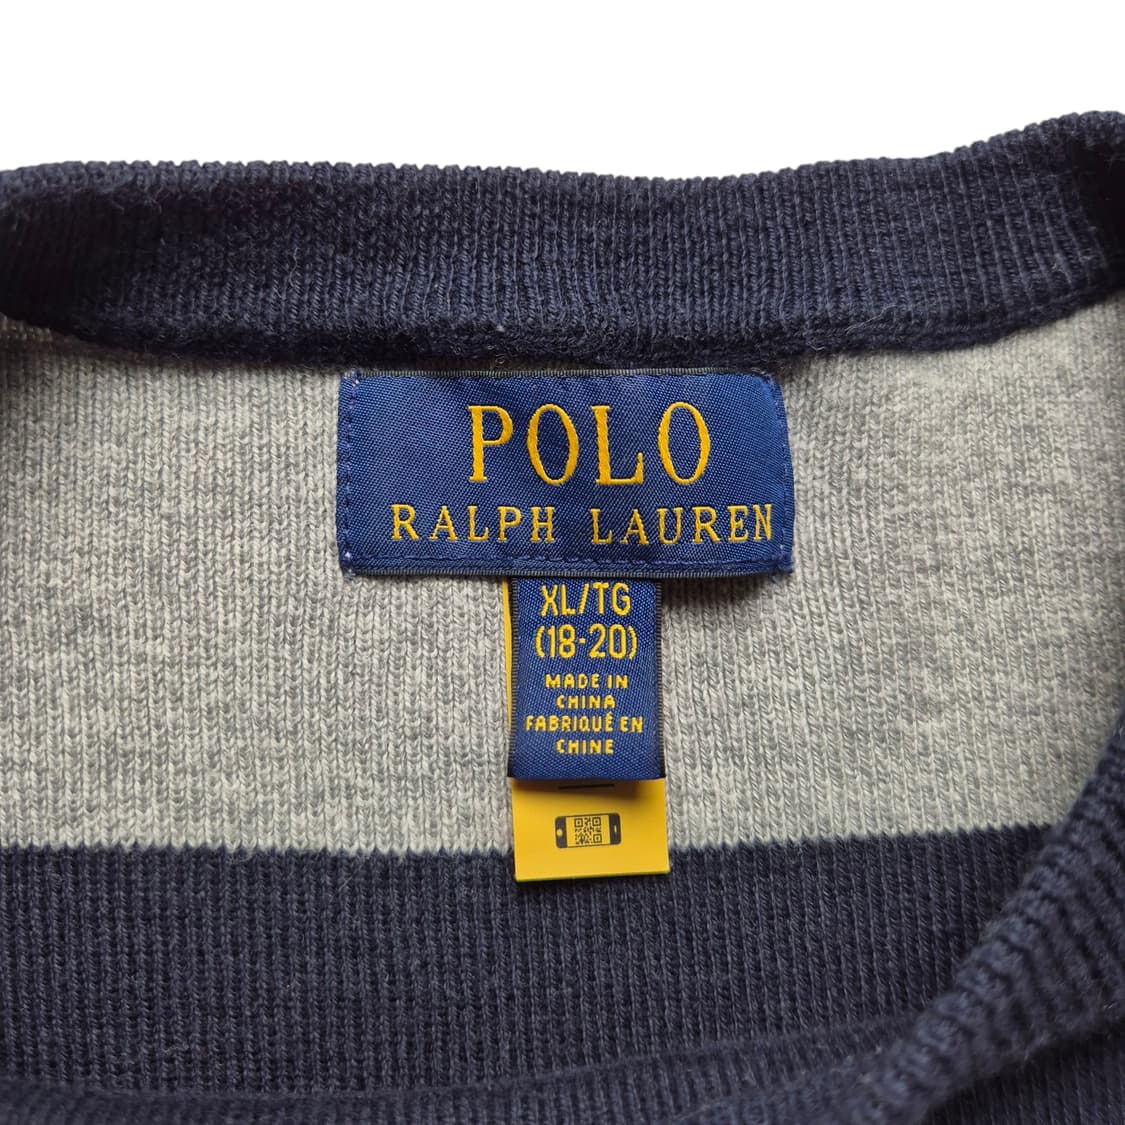 POLO
RALPH LAUREN
XL/TG
(18-20)
MADE IN
CHINA
FABRIQUÉ EN
CHINE